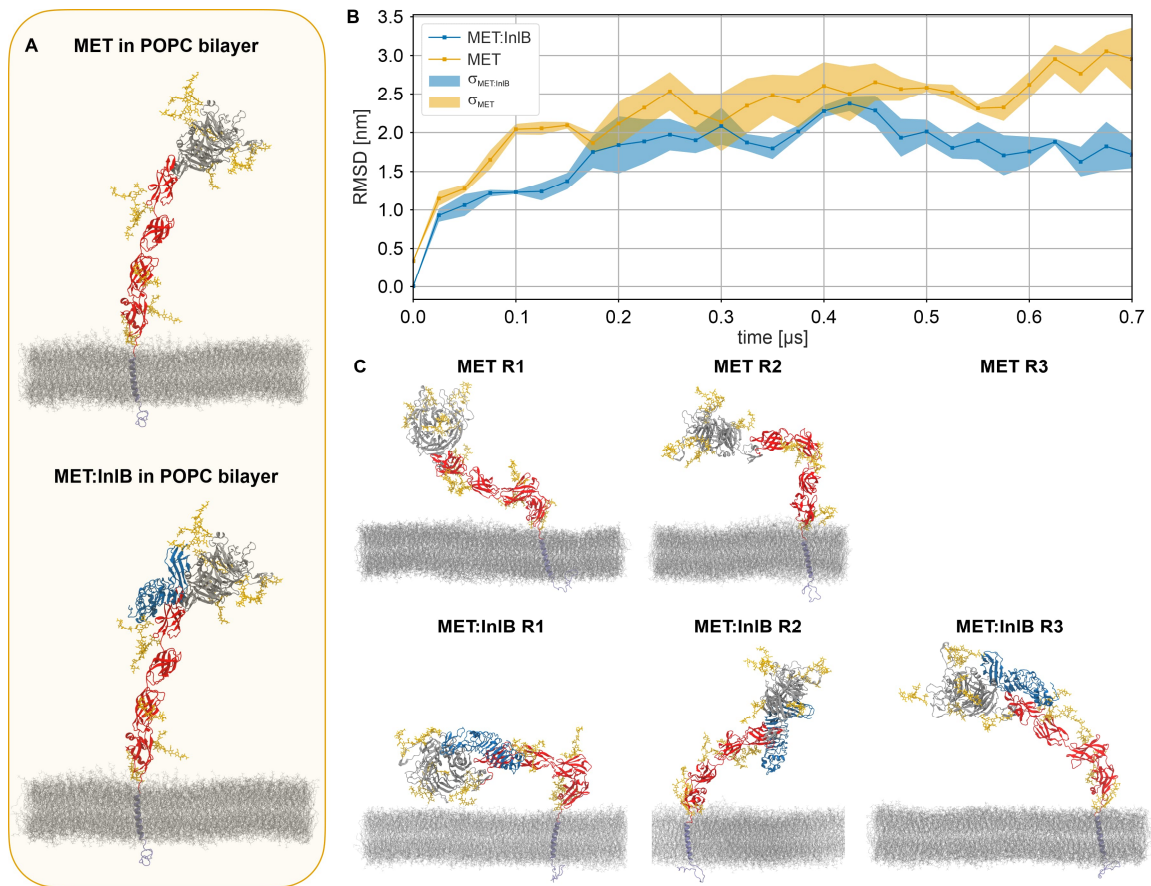 A
MET in POPC bilayer
MET:InlB in POPC bilayer
B
RMSD [nm]
3.5
3.0
2.5
2.0
1.5
1.0
0.5
0.0
MET:InlB
MET
σMET:InlB
σMET
0.0 0.1 0.2 0.3 0.4 0.5 0.6 0.7
time [µs]
C
MET R1 MET R2 MET R3
MET:InlB R1 MET:InlB R2 MET:InlB R3